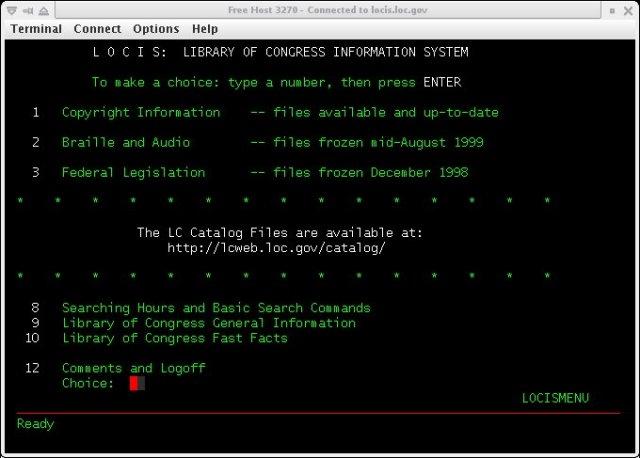 Free Host 3270 - Connected to locis.loc.gov
Terminal Connect Options Help
L O C I S: LIBRARY OF CONGRESS INFORMATION SYSTEM
To make a choice: type a number, then press ENTER
1 Copyright Information -- files available and up-to-date
2 Braille and Audio -- files frozen mid-August 1999
3 Federal Legislation -- files frozen December 1998
* * * * * * * * * * * * * * *
The LC Catalog Files are available at:
http://lcweb.loc.gov/catalog/
* * * * * * * * * * * * * * *
8 Searching Hours and Basic Search Commands
9 Library of Congress General Information
10 Library of Congress Fast Facts
12 Comments and Logoff
Choice:
LOCISMENU
Ready